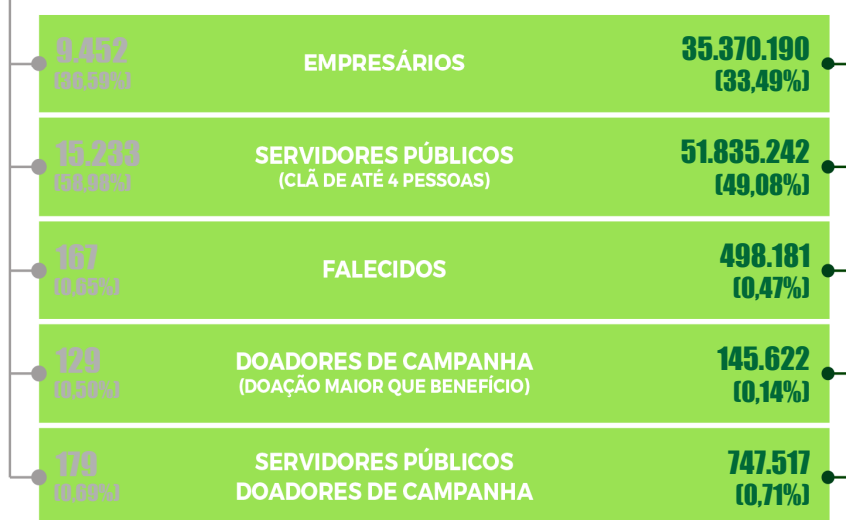 9.452
(36,59%)
EMPRESÁRIOS
35.370.190
(33,49%)
15.233
(58,98%)
SERVIDORES PÚBLICOS
(CLÃ DE ATÉ 4 PESSOAS)
51.835.242
(49,08%)
167
(0,65%)
FALECIDOS
498.181
(0,47%)
129
(0,50%)
DOADORES DE CAMPANHA
(DOAÇÃO MAIOR QUE BENEFÍCIO)
145.622
(0,14%)
179
(0,69%)
SERVIDORES PÚBLICOS
DOADORES DE CAMPANHA
747.517
(0,71%)